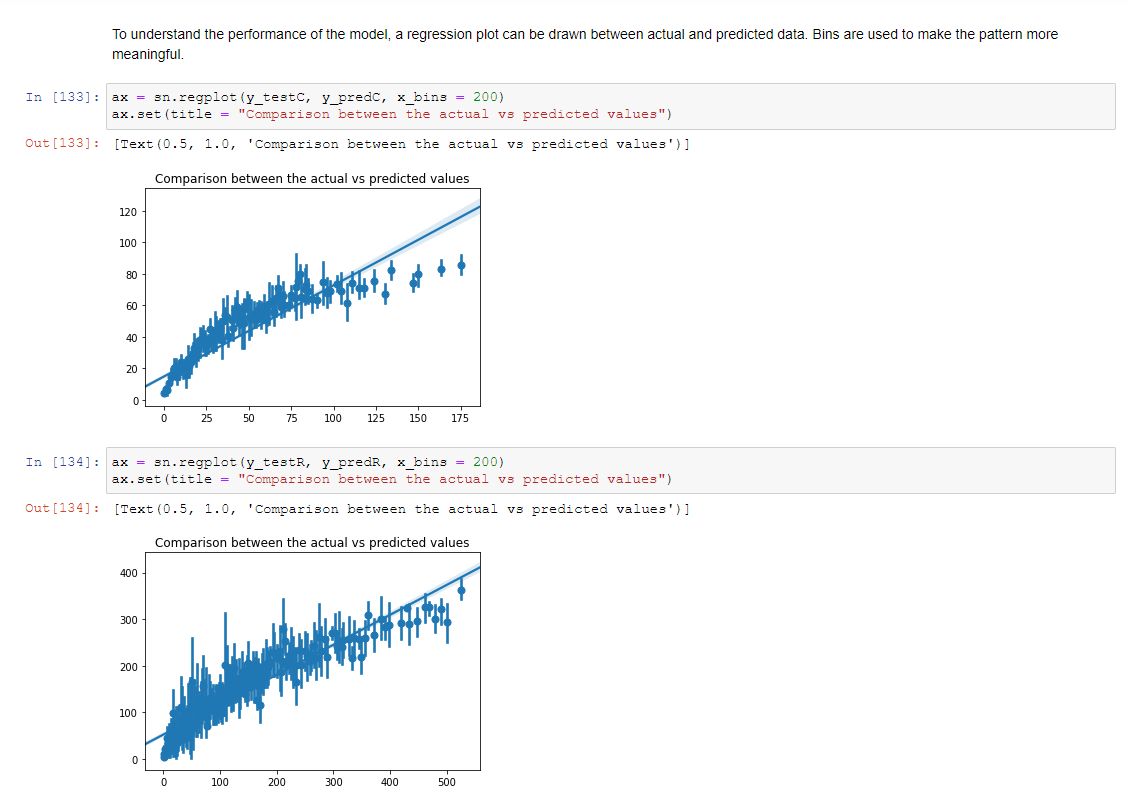 To understand the performance of the model, a regression plot can be drawn between actual and predicted data. Bins are used to make the pattern more
meaningful.
In [133]: ax = sn.regplot(y_testC, y_predC, x_bins = 200)
ax.set(title = "Comparison between the actual vs predicted values")
Out[133]: [Text(0.5, 1.0, 'Comparison between the actual vs predicted values')]
Comparison between the actual vs predicted values
120
100
80
60
40
20
0
0 25 50 75 100 125 150 175
In [134]: ax = sn.regplot(y_testR, y_predR, x_bins = 200)
ax.set(title = "Comparison between the actual vs predicted values")
Out[134]: [Text(0.5, 1.0, 'Comparison between the actual vs predicted values')]
Comparison between the actual vs predicted values
400
300
200
100
0
0 100 200 300 400 500